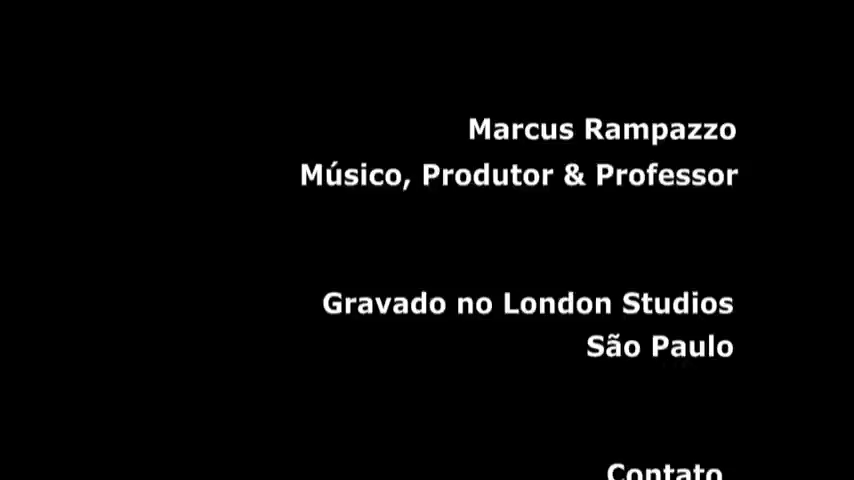 Marcus Rampazzo
Músico, Produtor & Professor
Gravado no London Studios
São Paulo
Contato